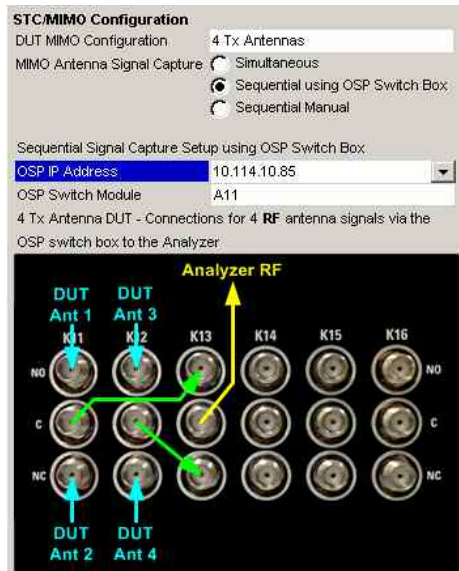 STC/MIMO Configuration
DUT MIMO Configuration 4 Tx Antennas
MIMO Antenna Signal Capture Simultaneous
Sequential using OSP Switch Box
Sequential Manual
Sequential Signal Capture Setup using OSP Switch Box
OSP IP Address 10.114.10.85
OSP Switch Module A11
4 Tx Antenna DUT - Connections for 4 RF antenna signals via the
OSP switch box to the Analyzer
Analyzer RF
DUT Ant 1
DUT Ant 3
K11 K12 K13 K14 K15 K16
NO NO
C C
NC NC
DUT Ant 2
DUT Ant 4